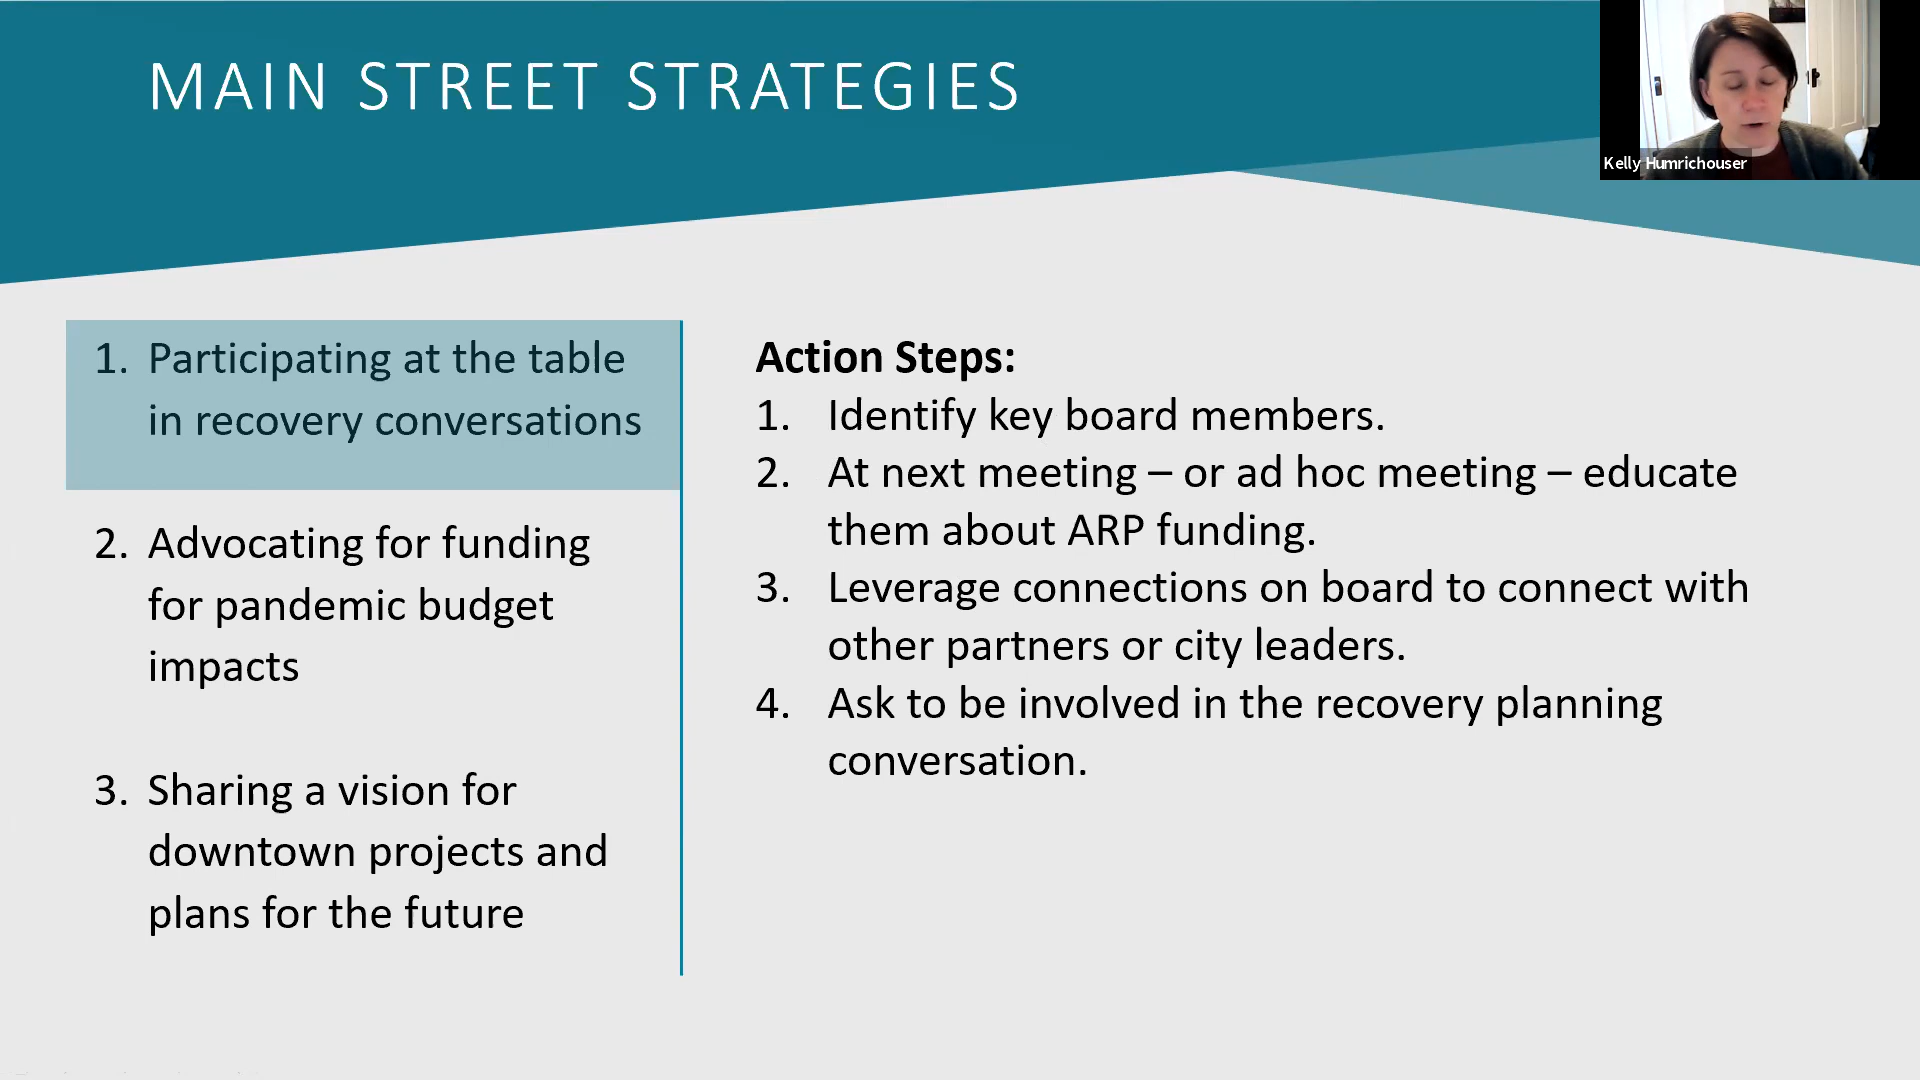 MAIN STREET STRATEGIES
Kelly Humrichouser
1. Participating at the table
in recovery conversations
2. Advocating for funding
for pandemic budget
impacts
3. Sharing a vision for
downtown projects and
plans for the future
Action Steps:
1. Identify key board members.
2. At next meeting – or ad hoc meeting – educate
them about ARP funding.
3. Leverage connections on board to connect with
other partners or city leaders.
4. Ask to be involved in the recovery planning
conversation.